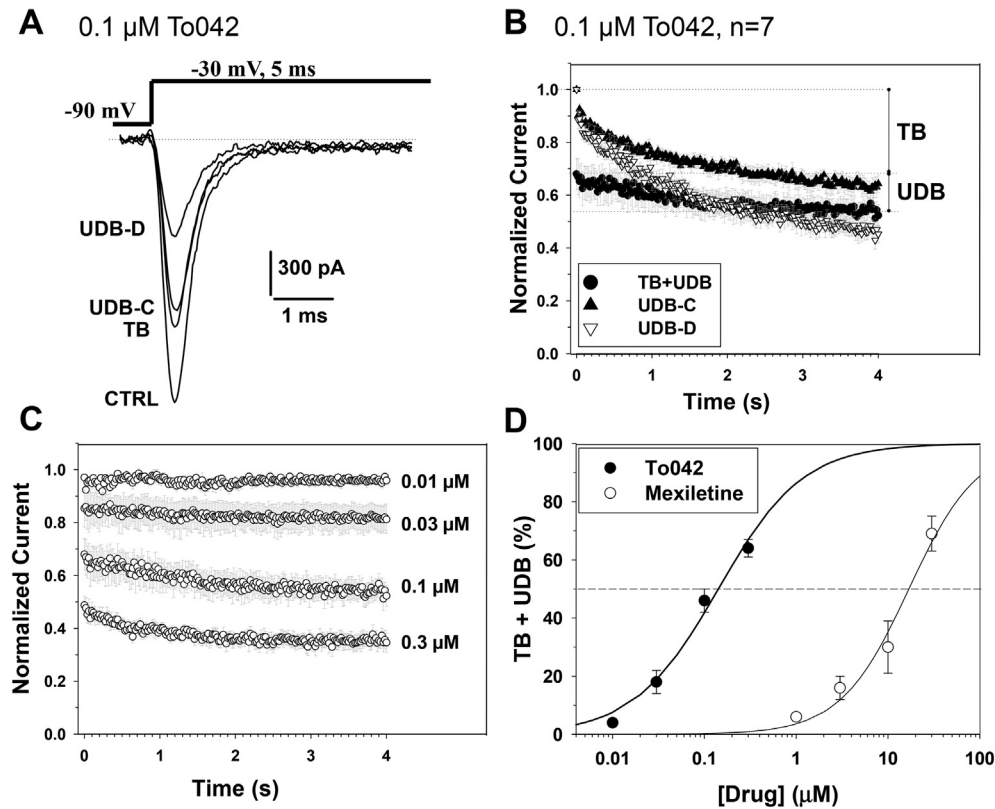 A 0.1 µM To042
-30 mV, 5 ms
-90 mV
UDB-D
UDB-C
TB
CTRL
300 pA
1 ms
B 0.1 µM To042, n=7
Normalized Current
1.0
0.8
0.6
0.4
0.2
0.0
TB
UDB
TB+UDB
UDB-C
UDB-D
0 1 2 3 4
Time (s)
C
Normalized Current
1.0
0.8
0.6
0.4
0.2
0.0
0.01 µM
0.03 µM
0.1 µM
0.3 µM
0 1 2 3 4
Time (s)
D
TB + UDB (%)
100
80
60
40
20
0
To042
Mexiletine
0.01 0.1 1 10 100
[Drug] (µM)